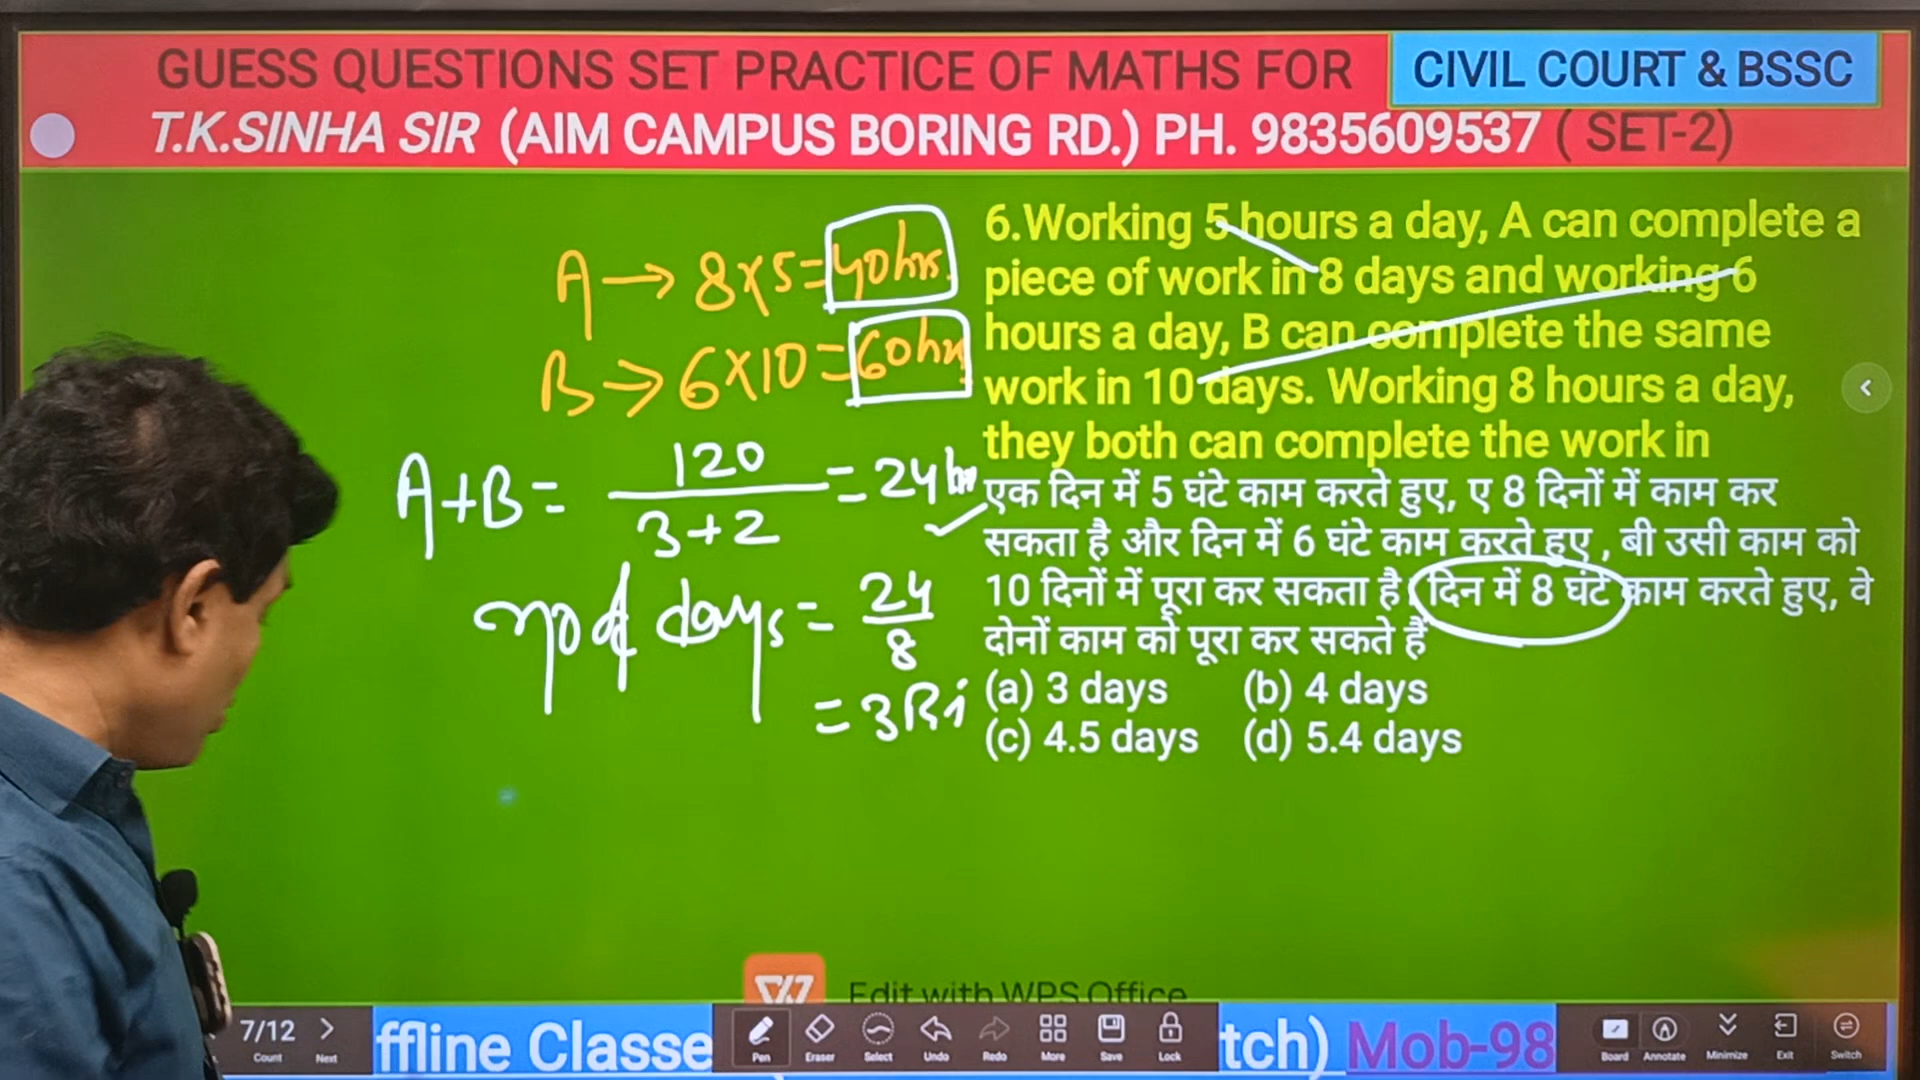 GUESS QUESTIONS SET PRACTICE OF MATHS FOR CIVIL COURT & BSSC
T.K.SINHA SIR (AIM CAMPUS BORING RD.) PH. 9835609537 ( SET-2)
A → 8×5=40hrs.
B → 6×10=60hrs
A+B = 120/3+2 = 24hr
no of days = 24/8
= 3Ri
6.Working 5 hours a day, A can complete a
piece of work in 8 days and working 6
hours a day, B can complete the same
work in 10 days. Working 8 hours a day,
they both can complete the work in
एक दिन में 5 घंटे काम करते हुए, ए 8 दिनों में काम कर
सकता है और दिन में 6 घंटे काम करते हुए , बी उसी काम को
10 दिनों में पूरा कर सकता है। दिन में 8 घंटे काम करते हुए, वे
दोनों काम को पूरा कर सकते हैं
(a) 3 days (b) 4 days
(c) 4.5 days (d) 5.4 days
Edit with WPS Office
7/12
Count Next
ffline Classe
Pen Eraser Select Undo Redo More Save Lock
tch) Mob-98
Board Annotate Minimize Exit Switch